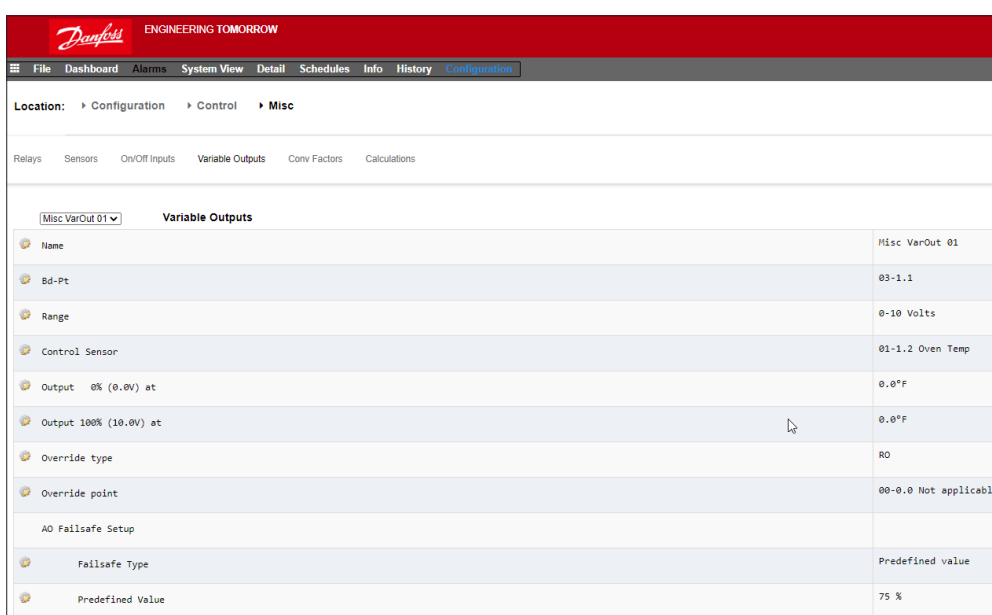 Danfoss
ENGINEERING TOMORROW
File Dashboard Alarms System View Detail Schedules Info History Configuration
Location: Configuration Control Misc
Relays Sensors On/Off Inputs Variable Outputs Conv Factors Calculations
Misc VarOut 01 Variable Outputs
Name Misc VarOut 01
Bd-Pt 03-1.1
Range 0-10 Volts
Control Sensor 01-1.2 Oven Temp
Output 0% (0.0V) at 0.0°F
Output 100% (10.0V) at 0.0°F
Override type RO
Override point 00-0.0 Not applicabl
AO Failsafe Setup
Failsafe Type Predefined value
Predefined Value 75 %